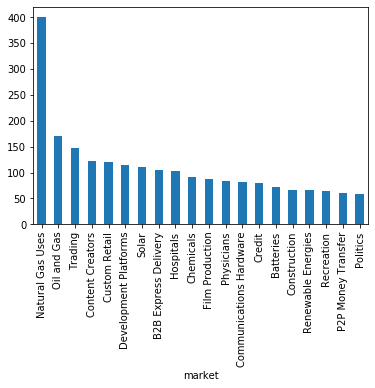 400
350
300
250
200
150
100
50
0
Natural Gas Uses
Oil and Gas
Trading
Content Creators
Custom Retail
Development Platforms
Solar
B2B Express Delivery
Hospitals
Chemicals
Film Production
Physicians
Communications Hardware
Credit
Batteries
Construction
Renewable Energies
Recreation
P2P Money Transfer
Politics
market